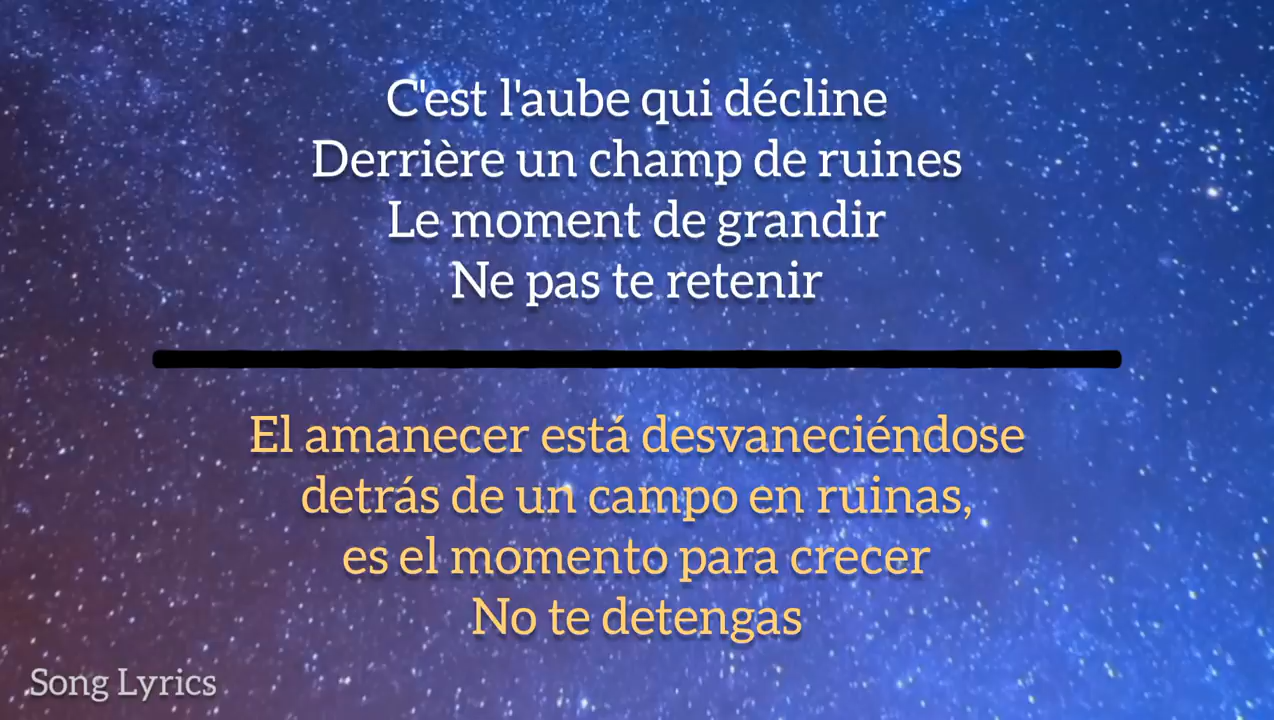 C'est l'aube qui décline
Derrière un champ de ruines
Le moment de grandir
Ne pas te retenir
El amanecer está desvaneciéndose
detrás de un campo en ruinas,
es el momento para crecer
No te detengas
Song Lyrics